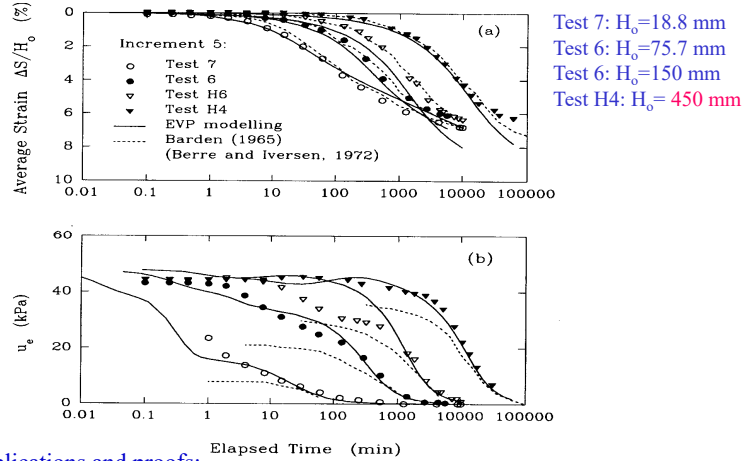 Average Strain ΔS/Hₒ (%)
0
2
4
6
8
10
(a)
Increment 5:
Test 7
Test 6
Test H6
Test H4
EVP modelling
Barden (1965)
(Berre and Iversen, 1972)
0.01 0.1 1 10 100 1000 10000 100000
Test 7: Hₒ=18.8 mm
Test 6: Hₒ=75.7 mm
Test 6: Hₒ=150 mm
Test H4: Hₒ= 450 mm
uₑ (kPa)
60
40
20
0
(b)
0.01 0.1 1 10 100 1000 10000 100000
Elapsed Time (min)
lications and proofs: